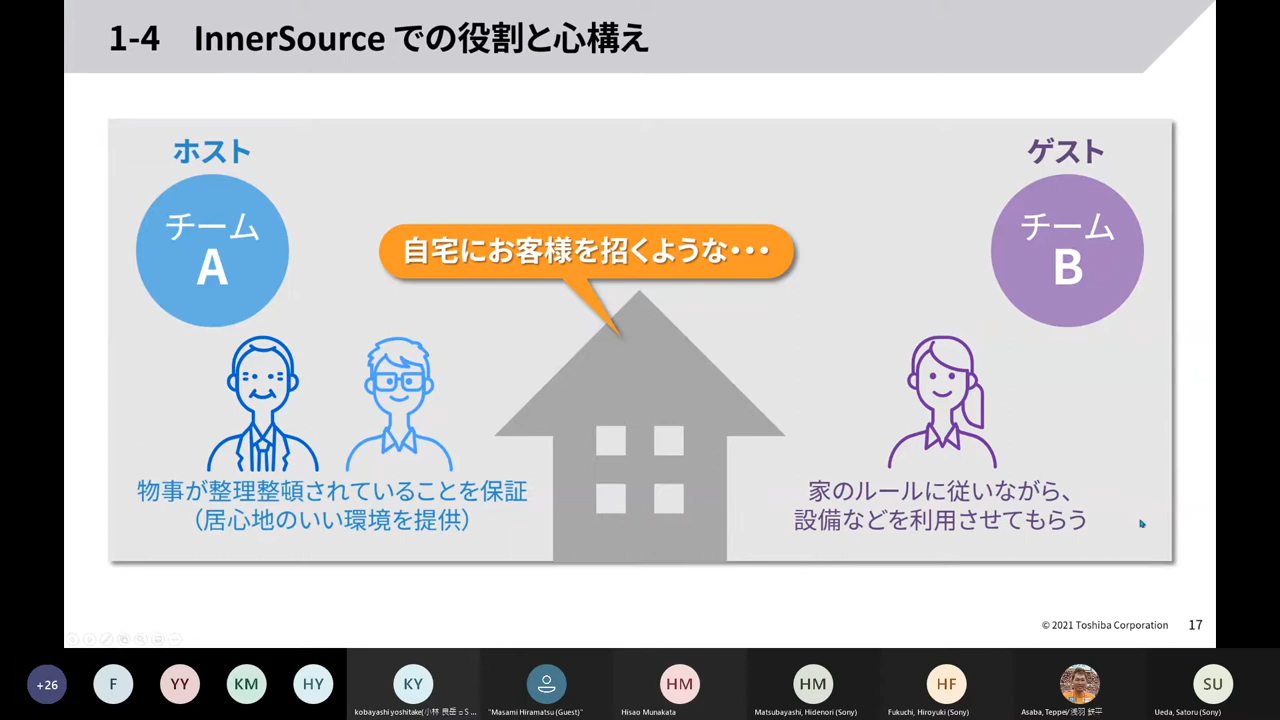 1-4 InnerSource での役割と心構え
ホスト
チーム
A
ゲスト
チーム
B
自宅にお客様を招くような・・・
物事が整理整頓されていることを保証
（居心地のいい環境を提供）
家のルールに従いながら、
設備などを利用させてもらう
© 2021 Toshiba Corporation 17
+26
F
YY
KM
HY
KY
HM
HM
HF
SU
kobayashi yoshitake(小林 良岳
"Masami Hiramatsu (Guest)"
Hisao Munakata
Matsubayashi, Hidenori (Sony)
Fukuchi, Hiroyuki (Sony)
Asaba, Teppei/ 浅羽 鉄平
Ueda, Satoru (Sony)